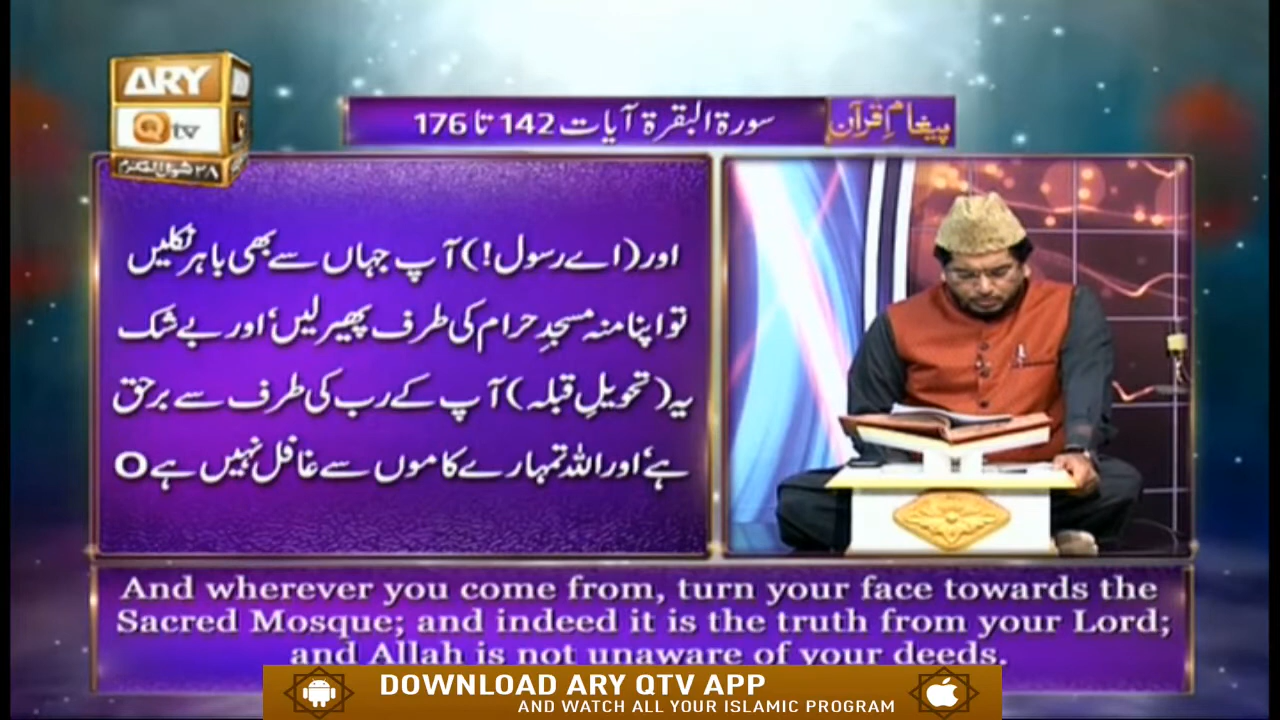 ARY
Qtv
۲۸ شوال المکرم
پیغامِ قرآن
سورۃ البقرۃ آیات 142 تا 176
اور (اے رسول!) آپ جہاں سے بھی باہر نکلیں
تو اپنا منہ مسجدِ حرام کی طرف پھیر لیں، اور بے شک
یہ (تحویلِ قبلہ) آپ کے رب کی طرف سے برحق
ہے، اور اللہ تمہارے کاموں سے غافل نہیں ہے O
And wherever you come from, turn your face towards the
Sacred Mosque; and indeed it is the truth from your Lord;
and Allah is not unaware of your deeds.
DOWNLOAD ARY QTV APP
AND WATCH ALL YOUR ISLAMIC PROGRAM